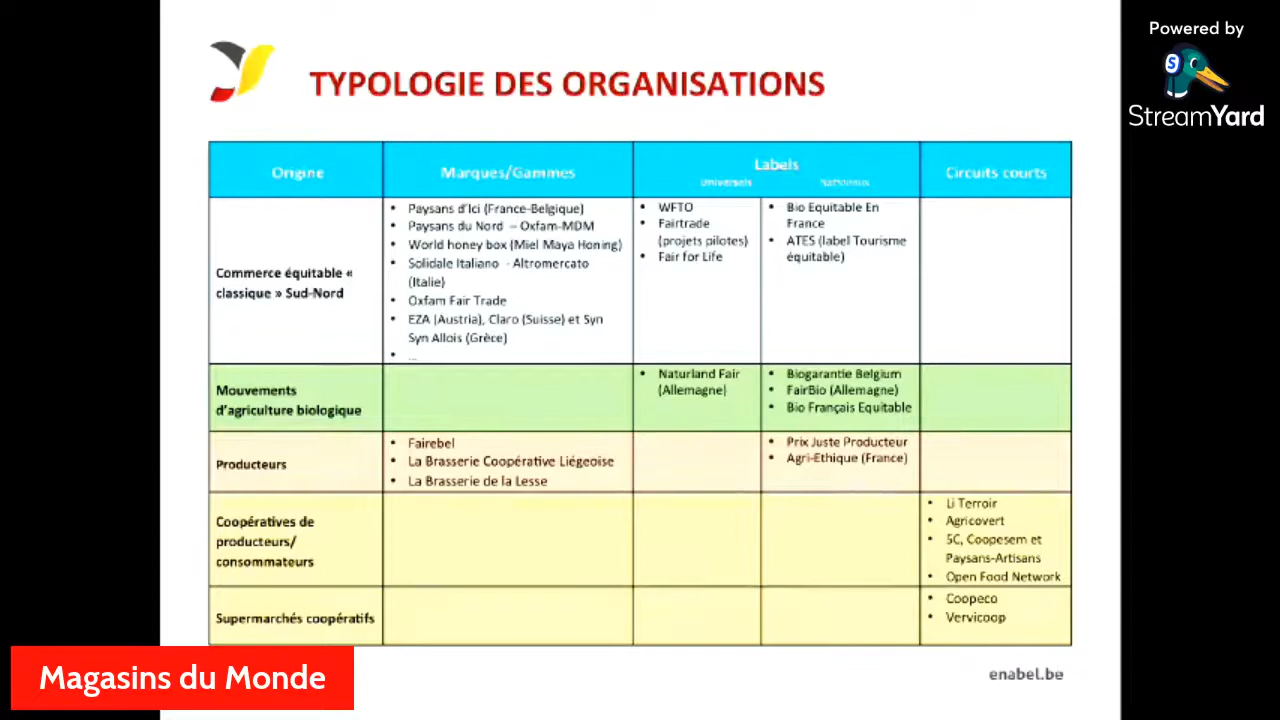 Powered by
StreamYard
TYPOLOGIE DES ORGANISATIONS
Origine
Marques/Gammes
Labels
Universels
Nationaux
Circuits courts
Commerce équitable «
classique » Sud-Nord
• Paysans d'Ici (France-Belgique)
• Paysans du Nord – Oxfam-MDM
• World honey box (Miel Maya Honing)
• Solidale Italiano - Altromercato
(Italie)
• Oxfam Fair Trade
• EZA (Austria), Claro (Suisse) et Syn
Syn Allois (Grèce)
• ...
• WFTO
• Fairtrade
(projets pilotes)
• Fair for Life
• Bio Equitable En
France
• ATES (label Tourisme
équitable)
Mouvements
d'agriculture biologique
• Naturland Fair
(Allemagne)
• Biogarantie Belgium
• FairBio (Allemagne)
• Bio Français Equitable
Producteurs
• Fairebel
• La Brasserie Coopérative Liégeoise
• La Brasserie de la Lesse
• Prix Juste Producteur
• Agri-Ethique (France)
Coopératives de
producteurs/
consommateurs
• Li Terroir
• Agricovert
• 5C, Coopesem et
Paysans-Artisans
• Open Food Network
Supermarchés coopératifs
• Coopeco
• Vervicoop
Magasins du Monde
enabel.be